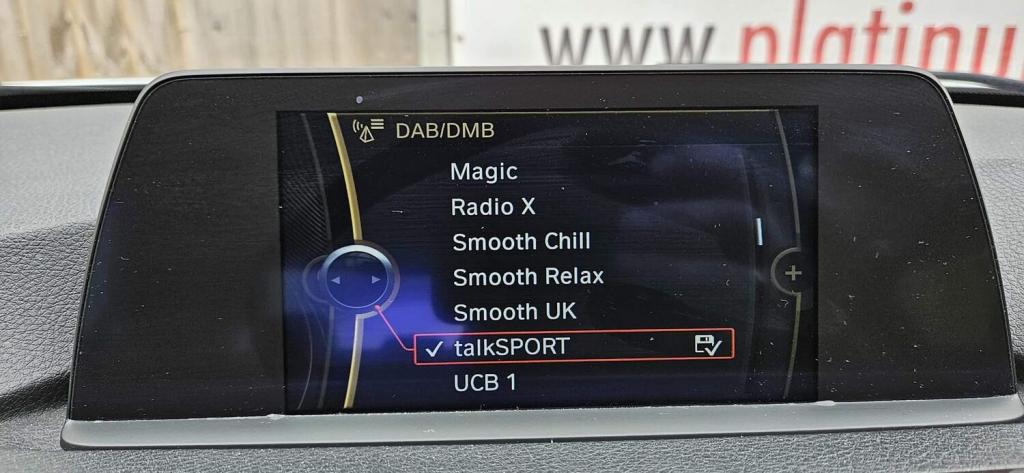 www.platinu
DAB/DMB
Magic
Radio X
Smooth Chill
Smooth Relax
Smooth UK
talkSPORT
UCB 1